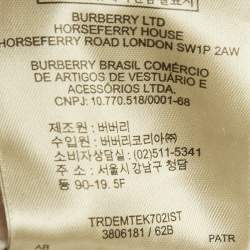 BURBERRY LTD
HORSEFERRY HOUSE
HORSEFERRY ROAD LONDON SW1P 2AW
BURBERRY BRASIL COMÉRCIO
DE ARTIGOS DE VESTUÁRIO E
ACESSÓRIOS LTDA.
CNPJ: 10.770.518/0001-68
제조원 : 버버리
수입원 : 버버리코리아㈜
소비자상담실: (02)511-5341
주 소 : 서울시 강남구 청담
동 90-19. 5F
TRDEMTEK702IST
3806181 / 62B
PATR